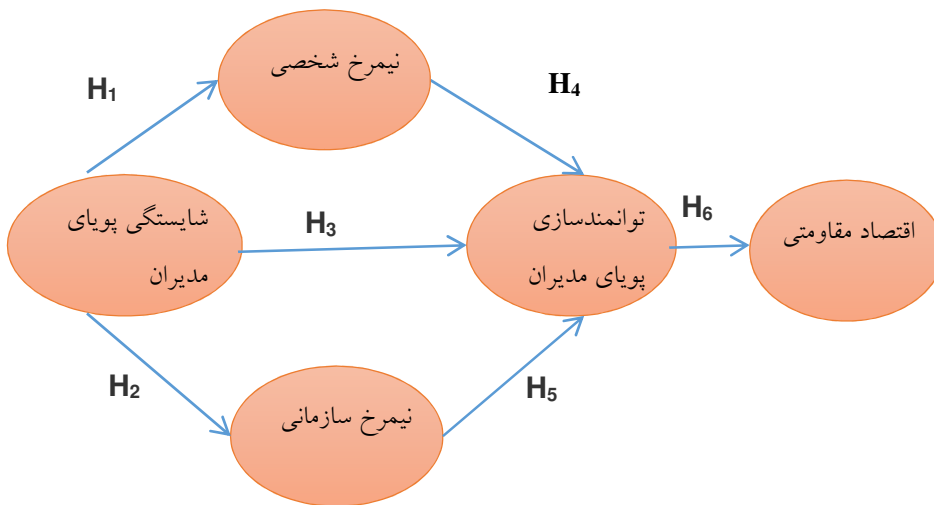 نیمرخ شخصی
H1
H4
شایستگی پویای
مدیران
H3
توانمندسازی
پویای مدیران
H6
اقتصاد مقاومتی
H2
نیمرخ سازمانی
H5